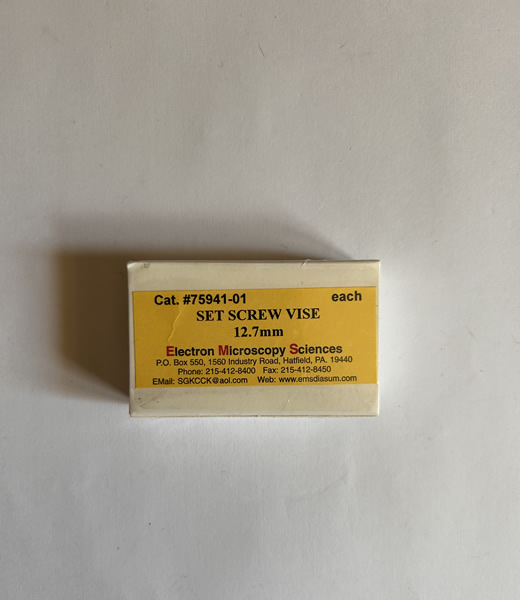 Cat. #75941-01 each
SET SCREW VISE
12.7mm
Electron Microscopy Sciences
P.O. Box 550, 1560 Industry Road, Hatfield, PA. 19440
Phone: 215-412-8400 Fax: 215-412-8450
EMail: SGKCCK@aol.com Web: www.emsdiasum.com